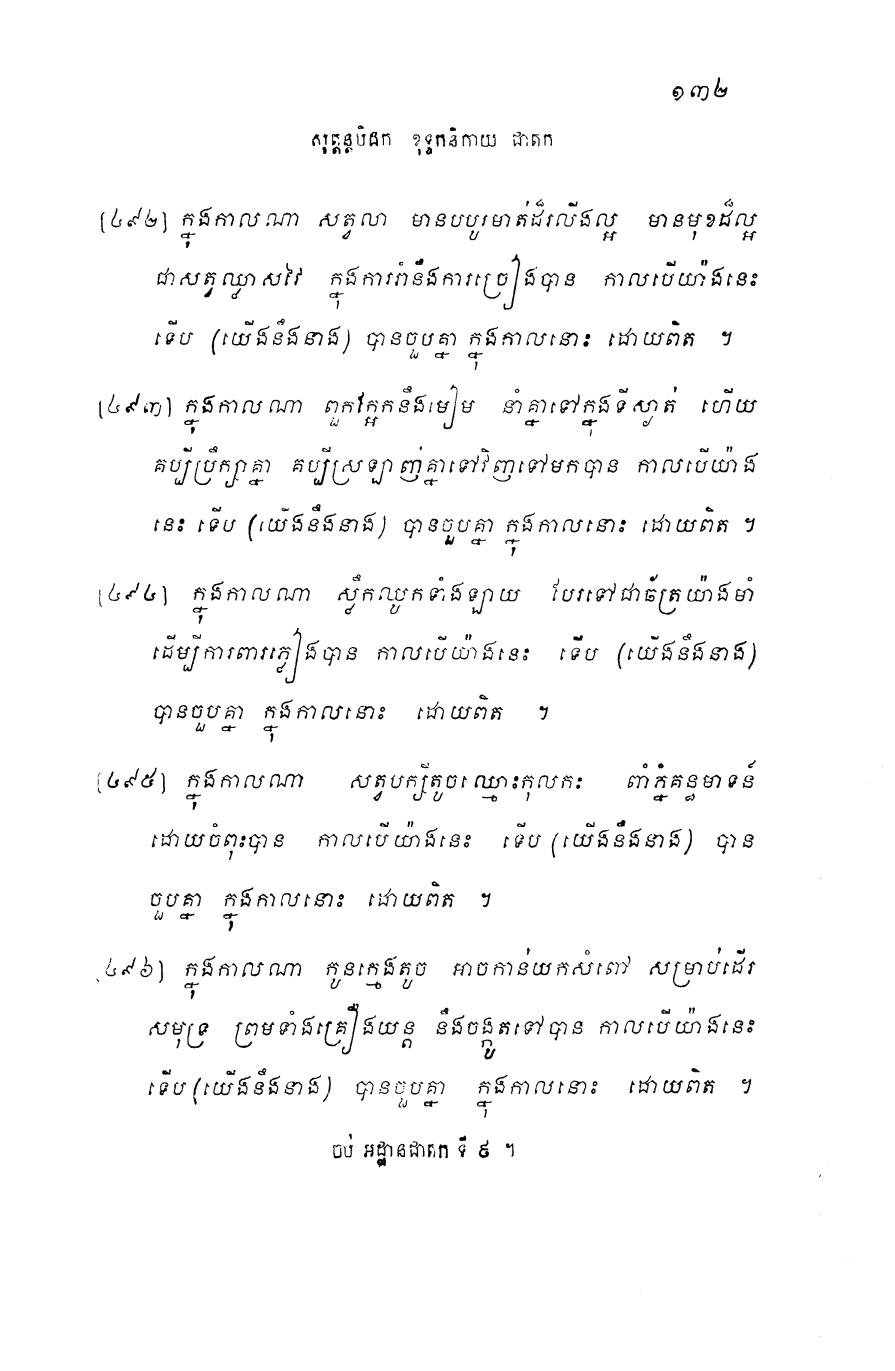 ១៣២
សុត្តន្តបិដក ខុទ្ទកនិកាយ ជាតក
[៤៩២] ក្នុងកាលណា សត្វលា មានបបូរមាត់ដ៏រលើងល្អ មានមុខដ៏ល្អ
ជាសត្វឈ្លាសវៃ ក្នុងការរាំនឹងការច្រៀងបាន កាលបើយ៉ាងនេះ
ទើប (យើងនឹងនាង) បានចួបគ្នា ក្នុងកាលនោះ ដោយពិត ។
[៤៩៣] ក្នុងកាលណា ពួកក្អែកនឹងមៀម នាំគ្នាទៅក្នុងទីស្ងាត់ ហើយ
គប្បីប្រឹក្សាគ្នា គប្បីស្រឡាញ់គ្នាទៅវិញទៅមកបាន កាលបើយ៉ាង
នេះ ទើប (យើងនឹងនាង) បានចួបគ្នា ក្នុងកាលនោះ ដោយពិត ។
[៤៩៤] ក្នុងកាលណា ស្លឹកឈូកទាំងឡាយ បែរទៅជាឆ័ត្រយ៉ាងមាំ
ដើម្បីការពារភ្លៀងបាន កាលបើយ៉ាងនេះ ទើប (យើងនឹងនាង)
បានចួបគ្នា ក្នុងកាលនោះ ដោយពិត ។
[៤៩៥] ក្នុងកាលណា សត្វបក្សីតូចឈ្មោះកុលកៈ ពាំភ្នំគន្ធមាទន៍
ដោយចំពុះបាន កាលបើយ៉ាងនេះ ទើប (យើងនឹងនាង) បាន
ចួបគ្នា ក្នុងកាលនោះ ដោយពិត ។
[៤៩៦] ក្នុងកាលណា កូនក្មេងតូច អាចកាន់យកសំពៅ សម្រាប់ដើរ
សមុទ្រ ព្រមទាំងគ្រឿងយន្ត នឹងចង្កូតទៅបាន កាលបើយ៉ាងនេះ
ទើប (យើងនឹងនាង) បានចួបគ្នា ក្នុងកាលនោះ ដោយពិត ។
ចប់ អដ្ឋានជាតក ទី ៩ ។